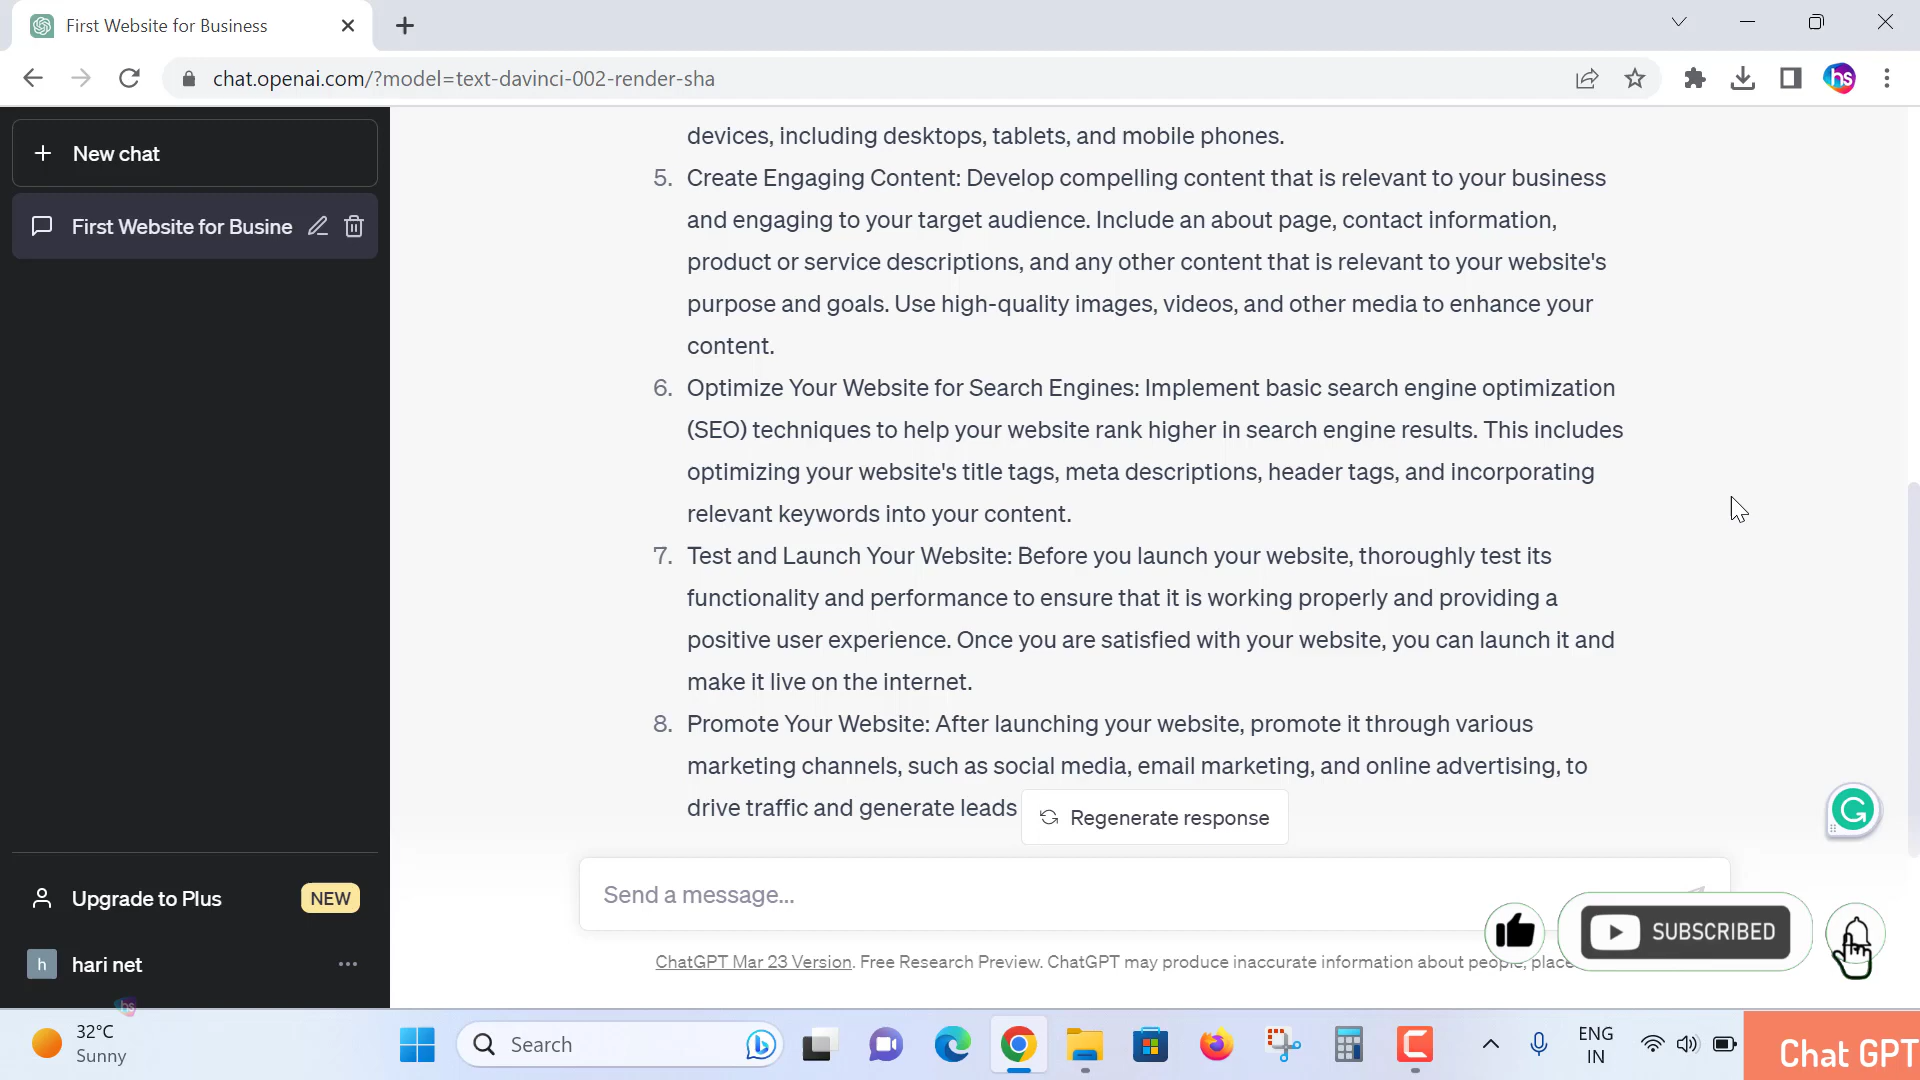 First Website for Business
chat.openai.com/?model=text-davinci-002-render-sha
hs
New chat
First Website for Busine
devices, including desktops, tablets, and mobile phones.
5. Create Engaging Content: Develop compelling content that is relevant to your business
and engaging to your target audience. Include an about page, contact information,
product or service descriptions, and any other content that is relevant to your website's
purpose and goals. Use high-quality images, videos, and other media to enhance your
content.
6. Optimize Your Website for Search Engines: Implement basic search engine optimization
(SEO) techniques to help your website rank higher in search engine results. This includes
optimizing your website's title tags, meta descriptions, header tags, and incorporating
relevant keywords into your content.
7. Test and Launch Your Website: Before you launch your website, thoroughly test its
functionality and performance to ensure that it is working properly and providing a
positive user experience. Once you are satisfied with your website, you can launch it and
make it live on the internet.
8. Promote Your Website: After launching your website, promote it through various
marketing channels, such as social media, email marketing, and online advertising, to
drive traffic and generate leads
Regenerate response
Send a message...
SUBSCRIBED
ChatGPT Mar 23 Version. Free Research Preview. ChatGPT may produce inaccurate information about people, place
Upgrade to Plus NEW
h hari net
hs
32°C
Sunny
Search
ENG
IN
Chat GPT